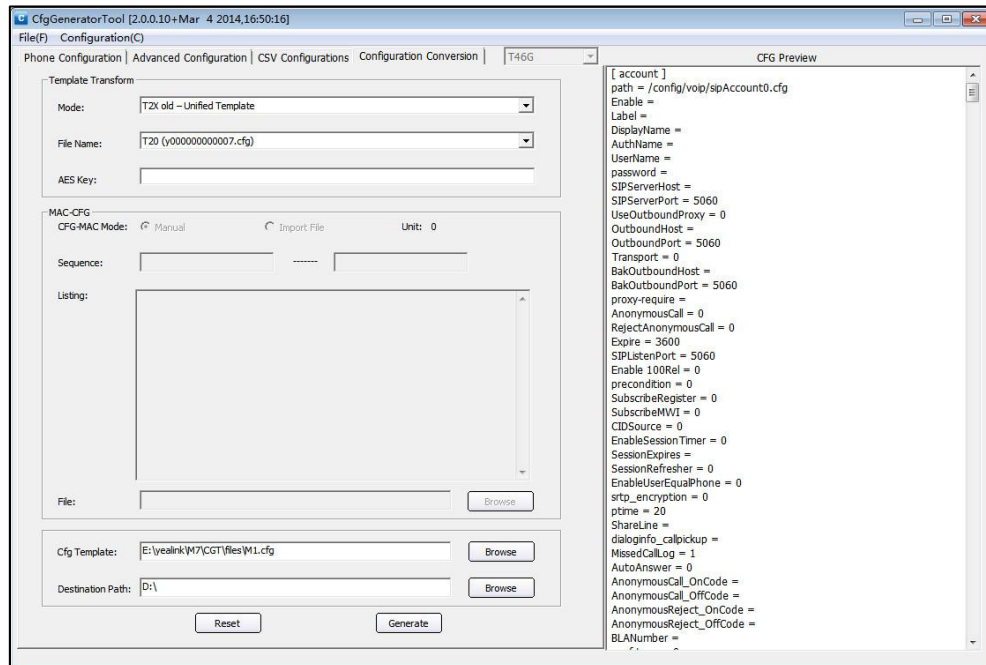 CfgGeneratorTool [2.0.0.10+Mar 4 2014,16:50:16]
File(F) Configuration(C)
Phone Configuration Advanced Configuration CSV Configurations Configuration Conversion T46G
Template Transform
Mode: T2X old – Unified Template
File Name: T20 (y000000000007.cfg)
AES Key:
MAC-CFG
CFG-MAC Mode: Manual Import File Unit: 0
Sequence: -------
Listing:
File: Browse
Cfg Template: E:\yealink\M7\CGT\files\M1.cfg Browse
Destination Path: D:\ Browse
Reset Generate
CFG Preview
[ account ]
path = /config/voip/sipAccount0.cfg
Enable =
Label =
DisplayName =
AuthName =
UserName =
password =
SIPServerHost =
SIPServerPort = 5060
UseOutboundProxy = 0
OutboundHost =
OutboundPort = 5060
Transport = 0
BakOutboundHost =
BakOutboundPort = 5060
proxy-require =
AnonymousCall = 0
RejectAnonymousCall = 0
Expire = 3600
SIPListenPort = 5060
Enable 100Rel = 0
precondition = 0
SubscribeRegister = 0
SubscribeMWI = 0
CIDSource = 0
EnableSessionTimer = 0
SessionExpires =
SessionRefresher = 0
EnableUserEqualPhone = 0
srtp_encryption = 0
ptime = 20
ShareLine =
dialoginfo_callpickup =
MissedCallLog = 1
AutoAnswer = 0
AnonymousCall_OnCode =
AnonymousCall_OffCode =
AnonymousReject_OnCode =
AnonymousReject_OffCode =
BLANumber =